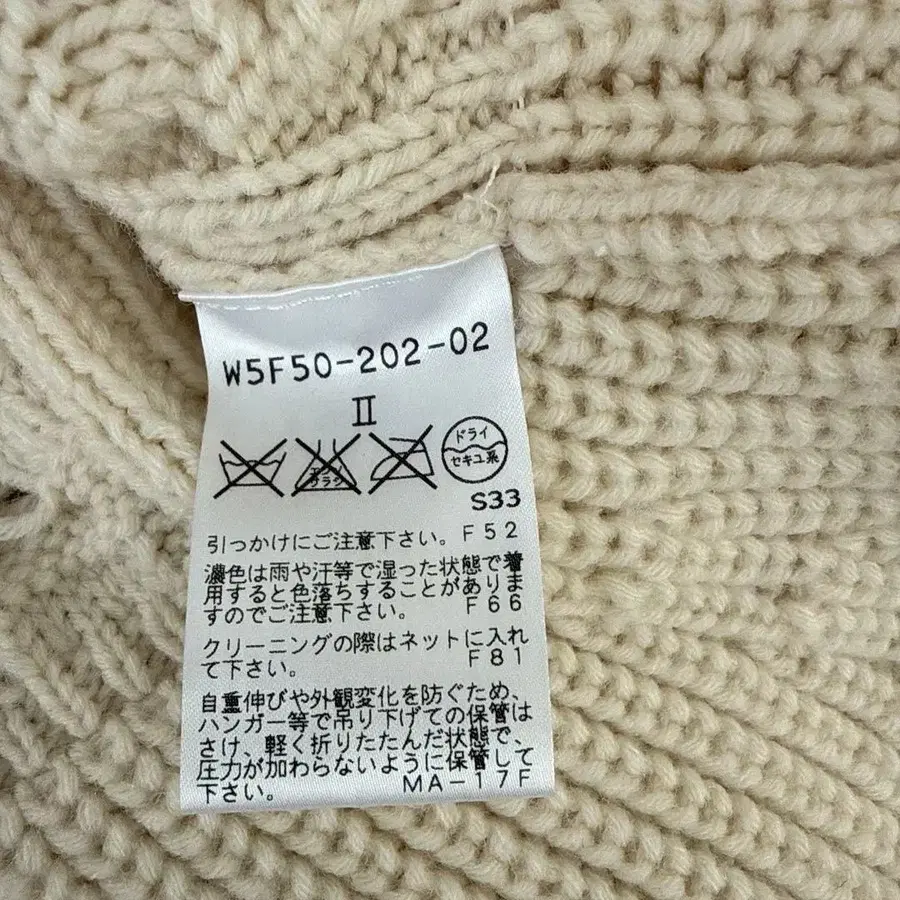 W5F50-202-02
II
エンソ
サラシ
ドライ
セキユ系
S33
引っかけにご注意下さい。F52
濃色は雨や汗等で湿った状態で着
用すると色落ちすることがありま
すのでご注意下さい。 F66
クリーニングの際はネットに入れ
て下さい。 F81
自重伸びや外観変化を防ぐため、
ハンガー等で吊り下げての保管は
さけ、軽く折りたたんだ状態で、
圧力が加わらないように保管して
下さい。 MA-17F